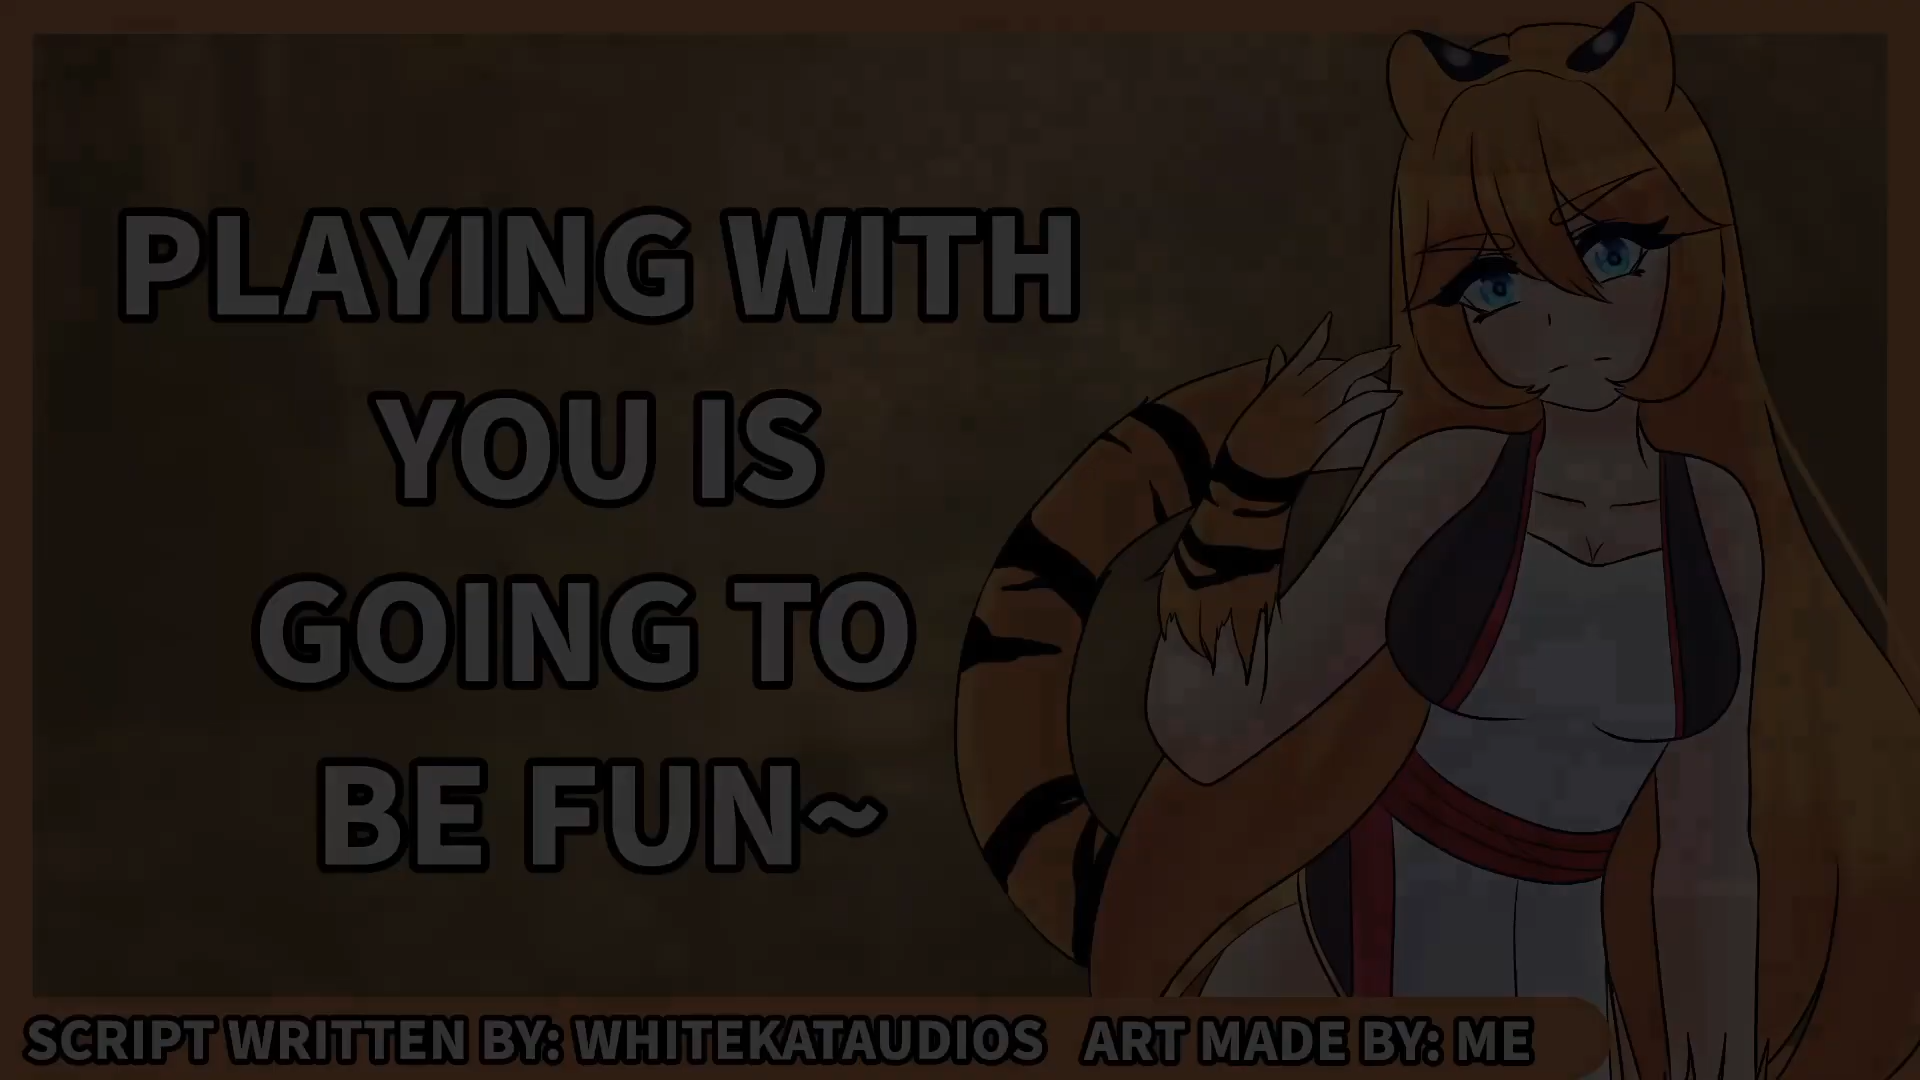 PLAYING WITH
YOU IS
GOING TO
BE FUN~
SCRIPT WRITTEN BY: WHITEKATAUDIOS ART MADE BY: ME